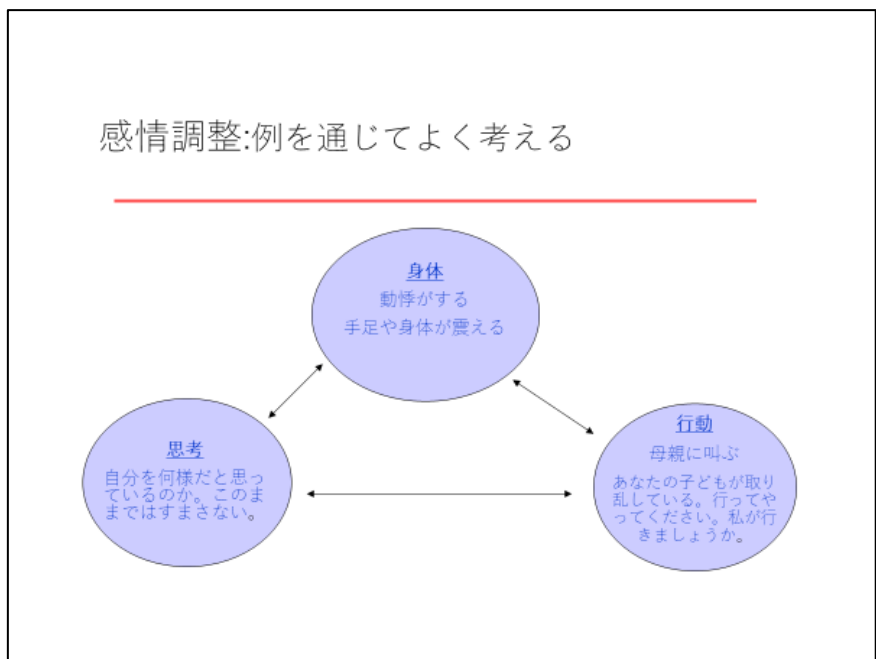 感情調整:例を通じてよく考える
身体
動悸がする
手足や身体が震える
思考
自分を何様だと思っ
ているのか。このま
まではすまさない。
行動
母親に叫ぶ
あなたの子どもが取り
乱している。行ってや
ってください。私が行
きましょうか。